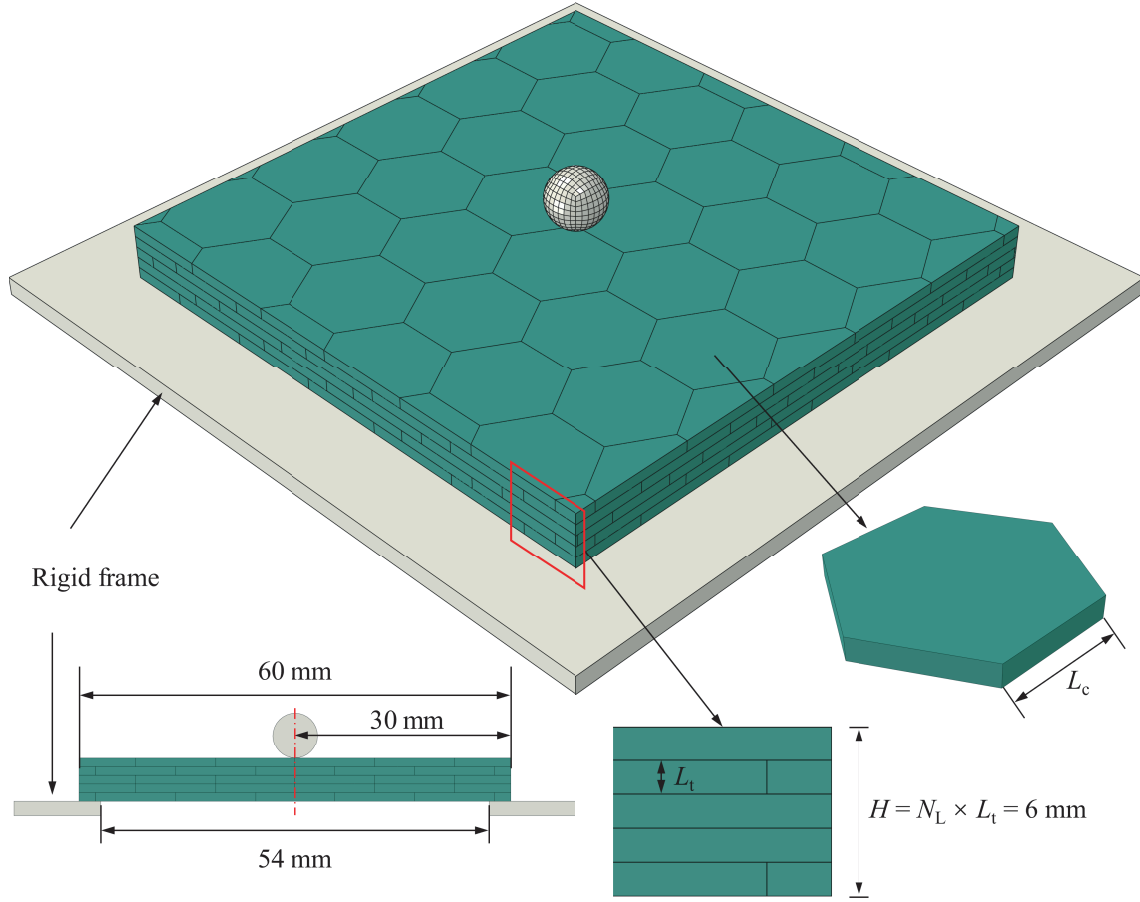 Rigid frame
60 mm
30 mm
54 mm
L_c
L_t
H = N_L × L_t = 6 mm